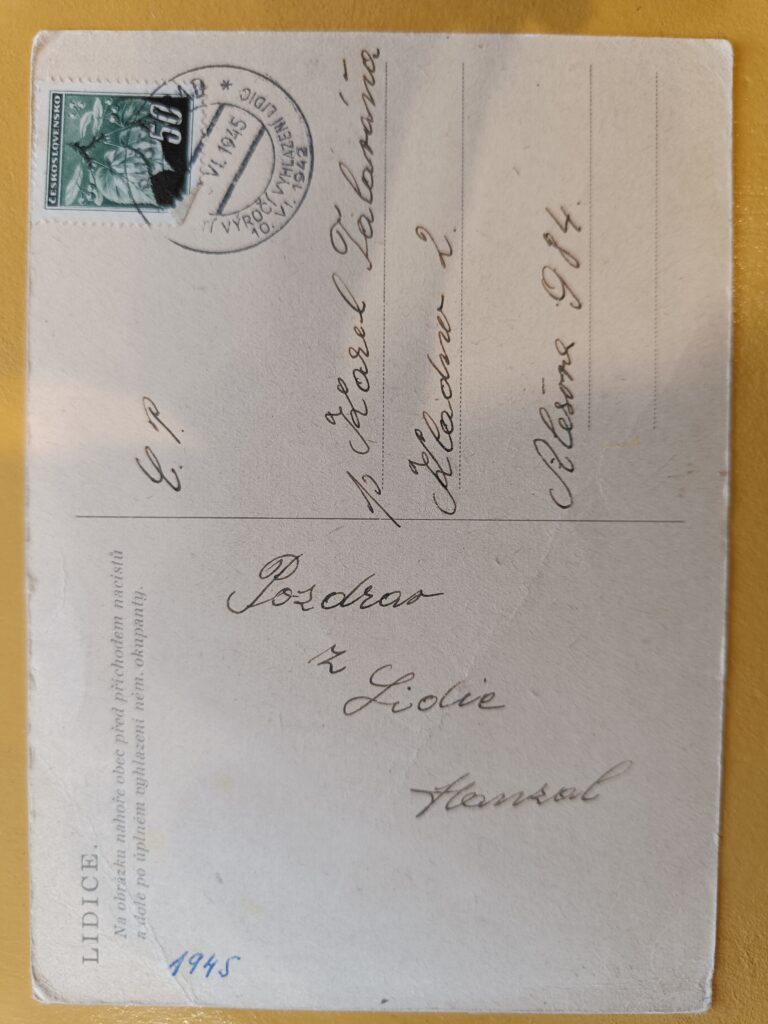 LIDICE.
Na obrázku nahoře obec před příchodem nacistů
a dole po úplném vyhlazení něm. okupanty.
1945
Pozdrav
z
Lidic
Hanzal
ČESKOSLOVENSKO
50
VI. 1945
VÝROČÍ VYHLAZENÍ LIDIC
10. VI. 1942
p Karel
Kladno 2.
984.